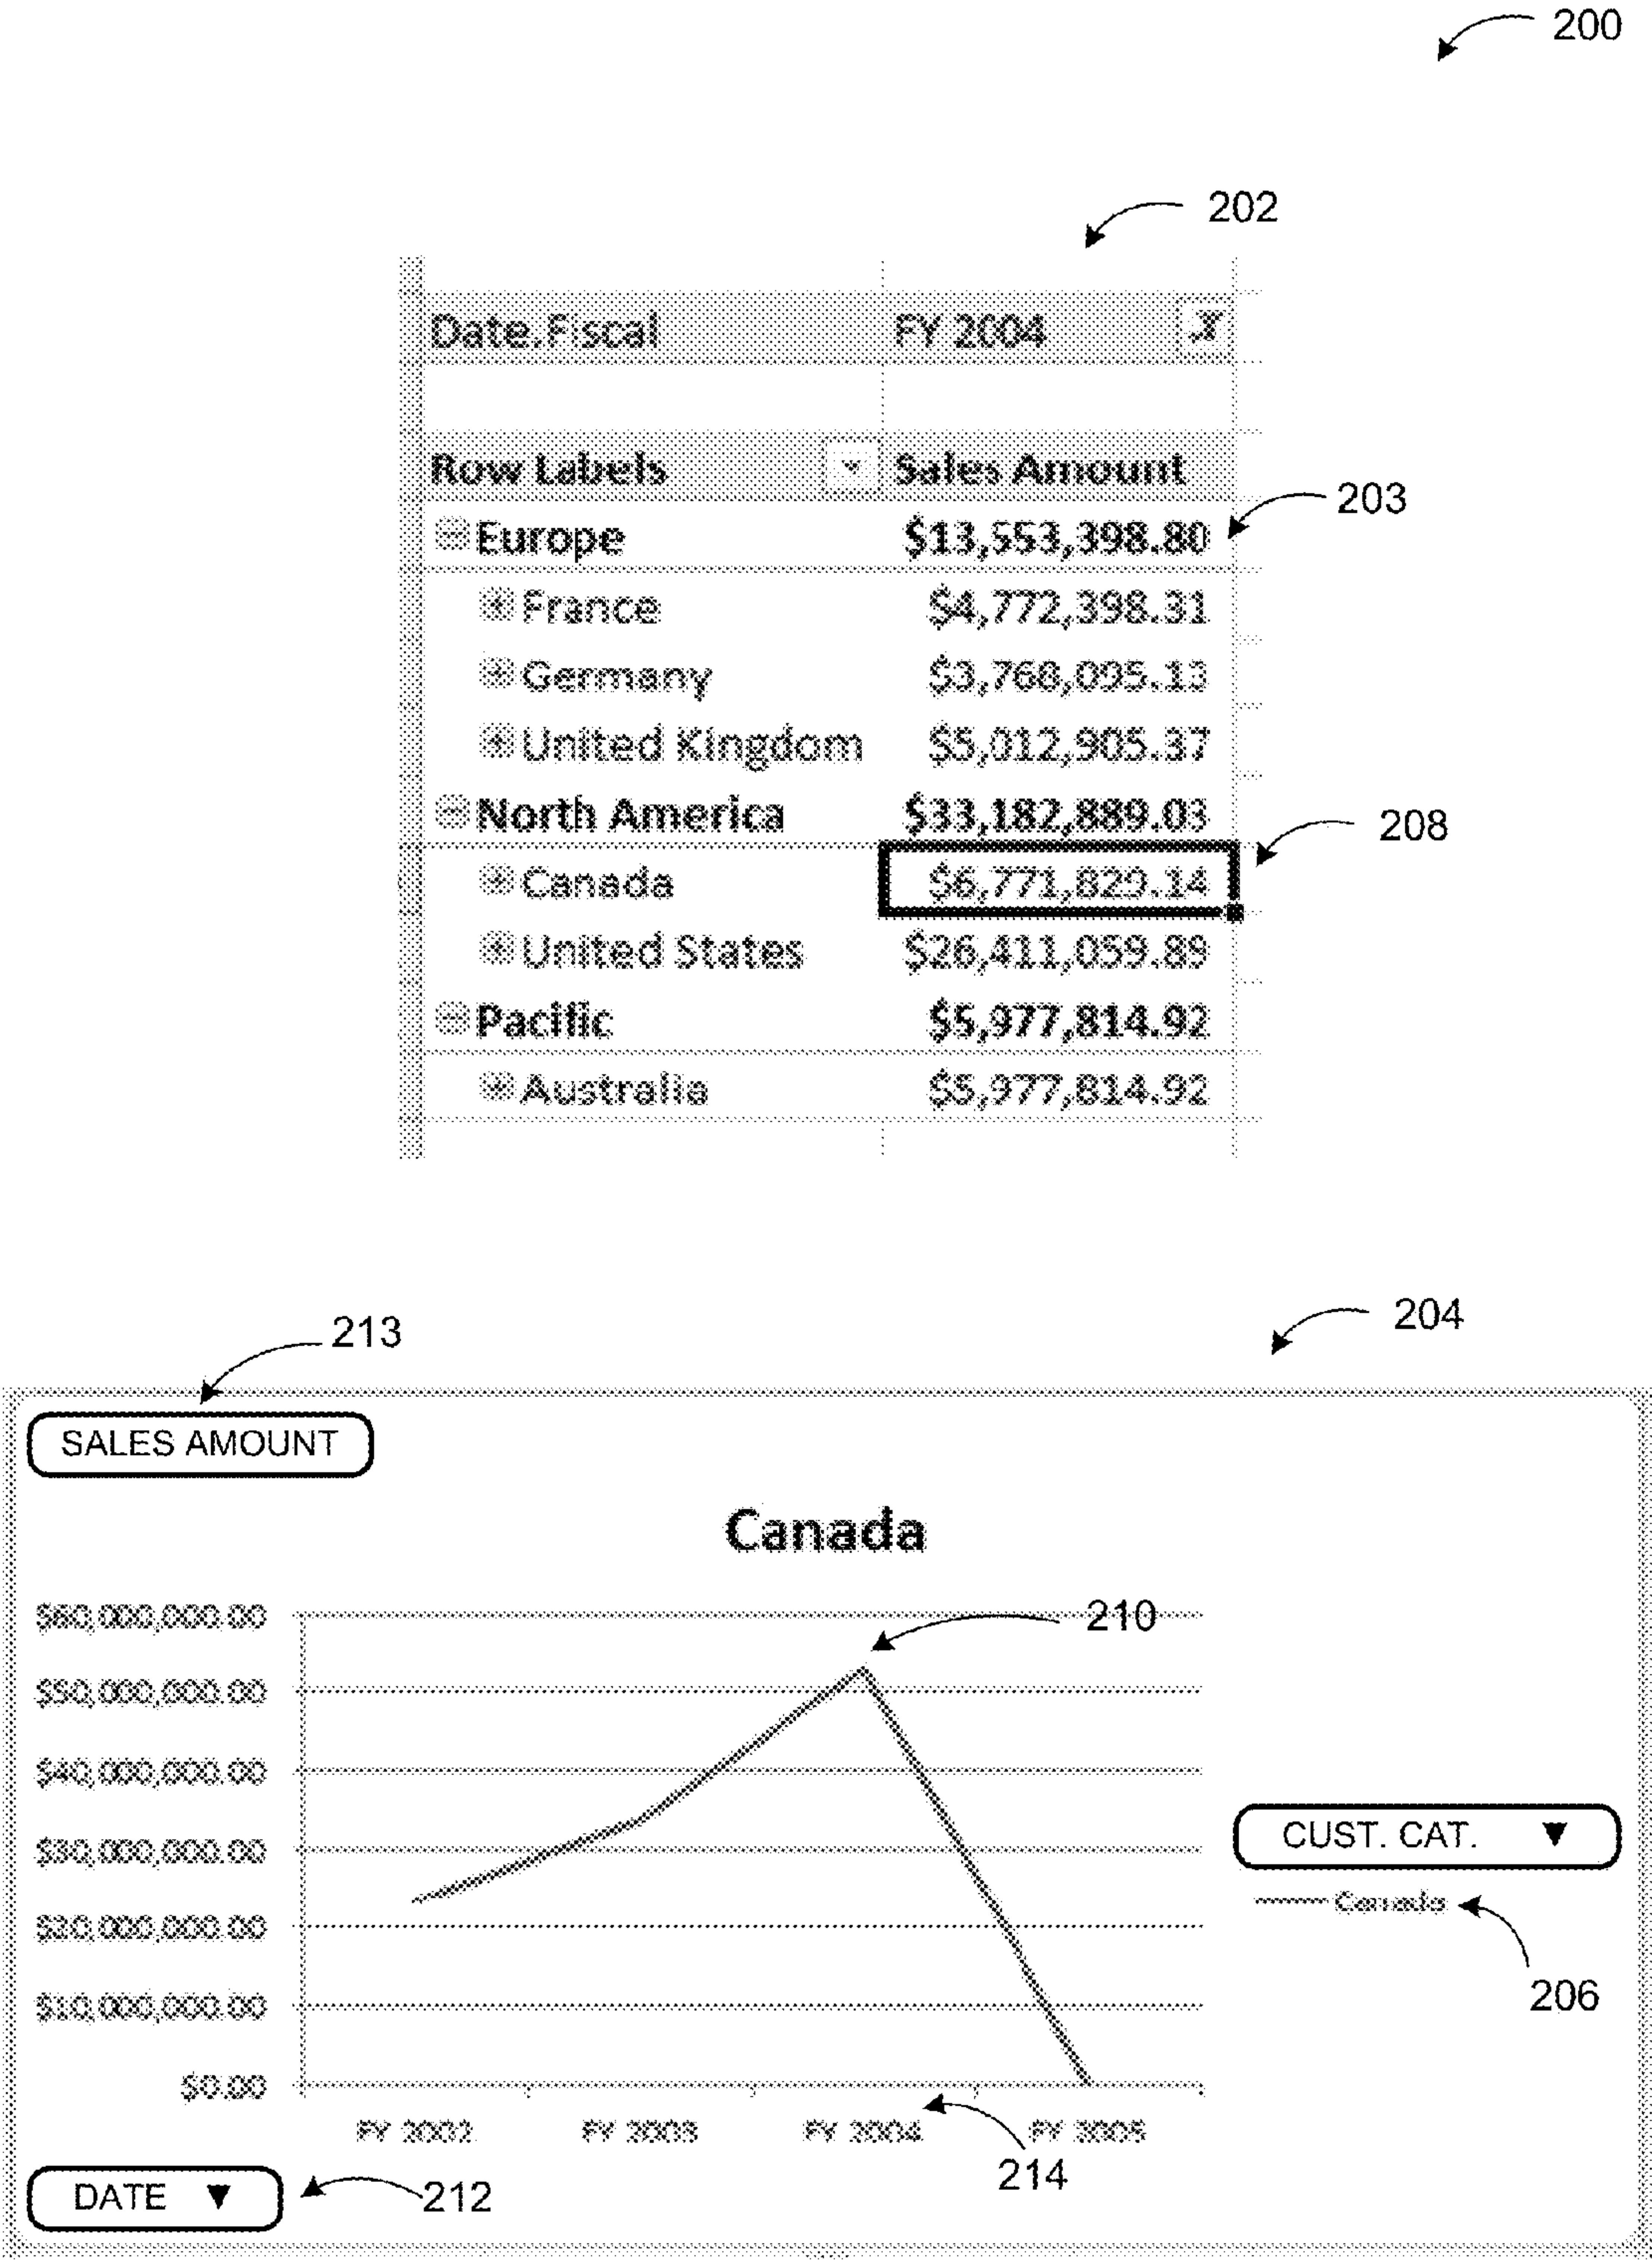 200
202
Date.Fiscal FY 2004
Row Labels Sales Amount
203
Europe $13,553,398.80
France $4,772,398.31
Germany $3,768,095.13
United Kingdom $5,012,905.37
North America $33,182,889.03
208
Canada $6,771,829.14
United States $26,411,059.89
Pacific $5,977,814.92
Australia $5,977,814.92
204
213
SALES AMOUNT
Canada
$60,000,000.00
210
$50,000,000.00
$40,000,000.00
$30,000,000.00
CUST. CAT. ▼
Canada
$20,000,000.00
206
$10,000,000.00
$0.00
FY 2002 FY 2003 FY 2004 FY 2005
214
DATE ▼
212